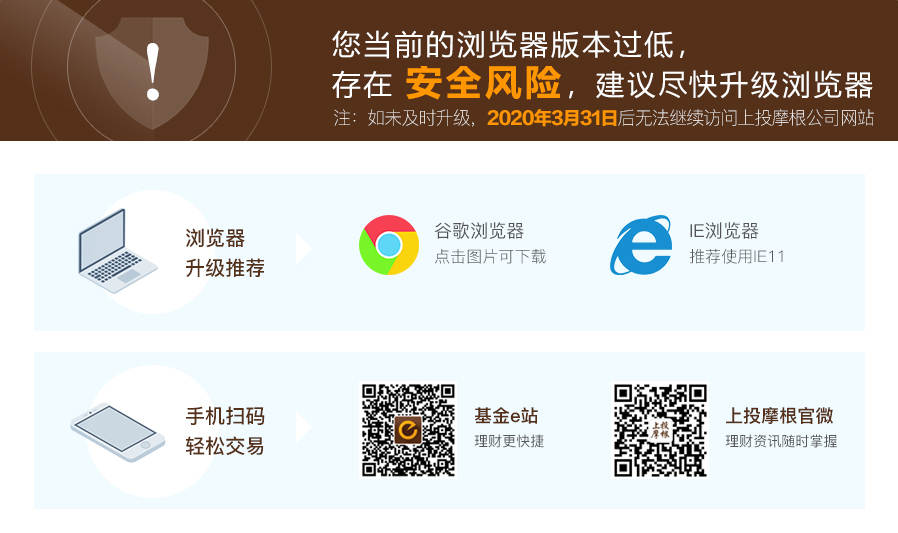 您当前的浏览器版本过低，
存在 安全风险，建议尽快升级浏览器
注：如未及时升级，2020年3月31日后无法继续访问上投摩根公司网站
浏览器
升级推荐
谷歌浏览器
点击图片可下载
IE浏览器
推荐使用IE11
手机扫码
轻松交易
基金e站
理财更快捷
上投
摩根
上投摩根官微
理财资讯随时掌握